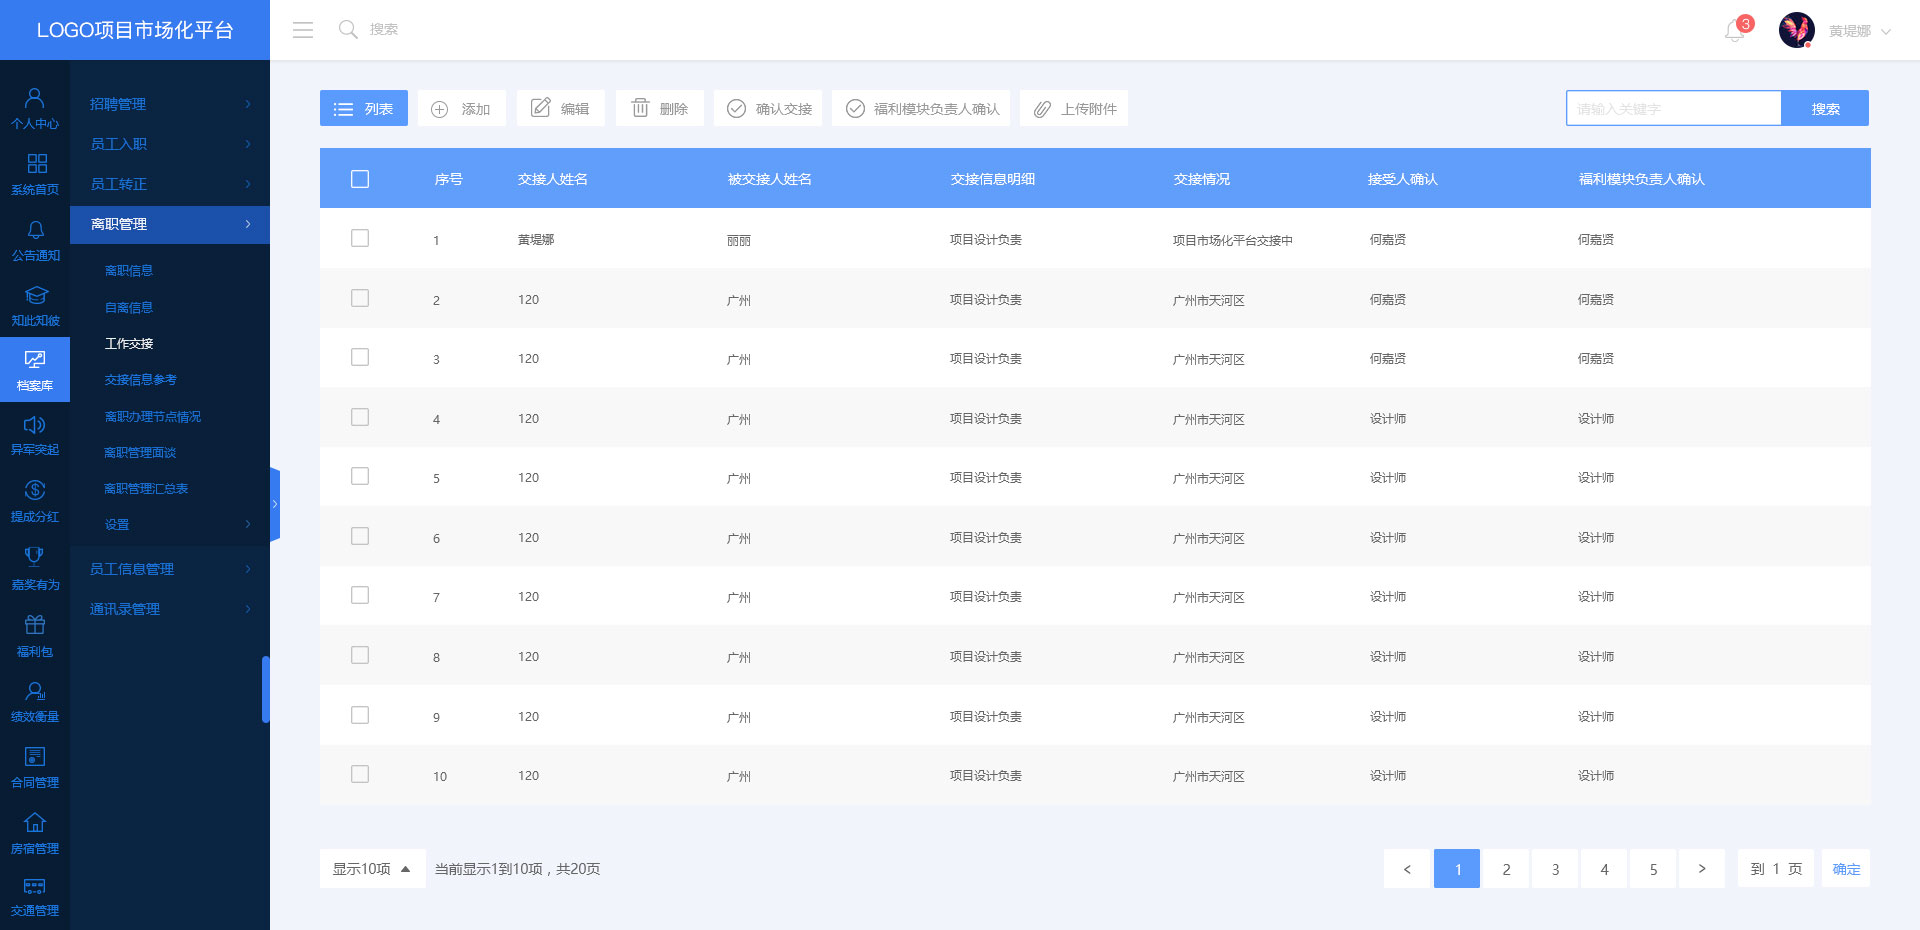 LOGO项目市场化平台
搜索
3
黄堤娜
个人中心
系统首页
公告通知
知此知彼
档案库
异军突起
提成分红
嘉奖有为
福利包
绩效衡量
合同管理
房宿管理
交通管理
招聘管理
员工入职
员工转正
离职管理
离职信息
自离信息
工作交接
交接信息参考
离职办理节点情况
离职管理面谈
离职管理汇总表
设置
员工信息管理
通讯录管理
列表 添加 编辑 删除 确认交接 福利模块负责人确认 上传附件 请输入关键字 搜索
序号 交接人姓名 被交接人姓名 交接信息明细 交接情况 接受人确认 福利模块负责人确认
1 黄堤娜 丽丽 项目设计负责 项目市场化平台交接中 何嘉贤 何嘉贤
2 120 广州 项目设计负责 广州市天河区 何嘉贤 何嘉贤
3 120 广州 项目设计负责 广州市天河区 何嘉贤 何嘉贤
4 120 广州 项目设计负责 广州市天河区 设计师 设计师
5 120 广州 项目设计负责 广州市天河区 设计师 设计师
6 120 广州 项目设计负责 广州市天河区 设计师 设计师
7 120 广州 项目设计负责 广州市天河区 设计师 设计师
8 120 广州 项目设计负责 广州市天河区 设计师 设计师
9 120 广州 项目设计负责 广州市天河区 设计师 设计师
10 120 广州 项目设计负责 广州市天河区 设计师 设计师
显示10项 当前显示1到10项，共20页 < 1 2 3 4 5 > 到 1 页 确定